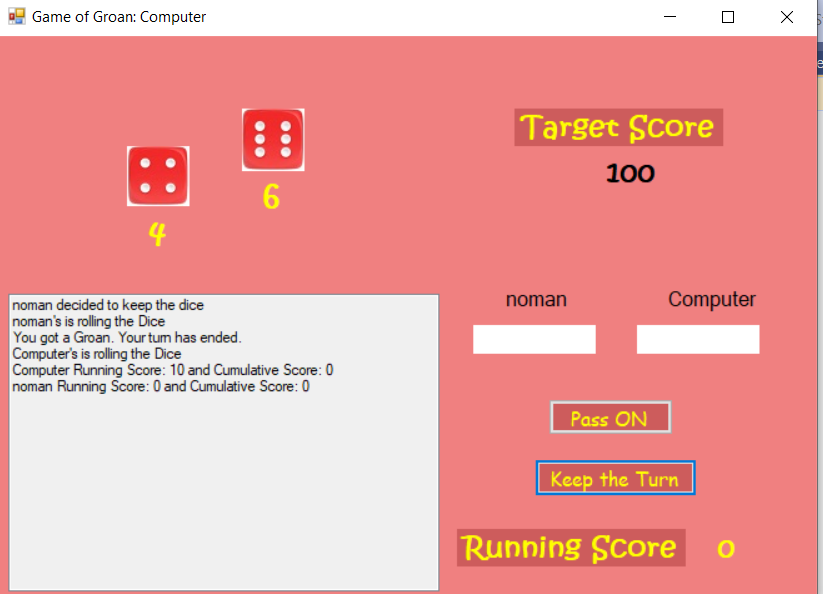 Game of Groan: Computer
Target Score
100
6
4
noman decided to keep the dice
noman's is rolling the Dice
You got a Groan. Your turn has ended.
Computer's is rolling the Dice
Computer Running Score: 10 and Cumulative Score: 0
noman Running Score: 0 and Cumulative Score: 0
noman Computer
Pass ON
Keep the Turn
Running Score 0